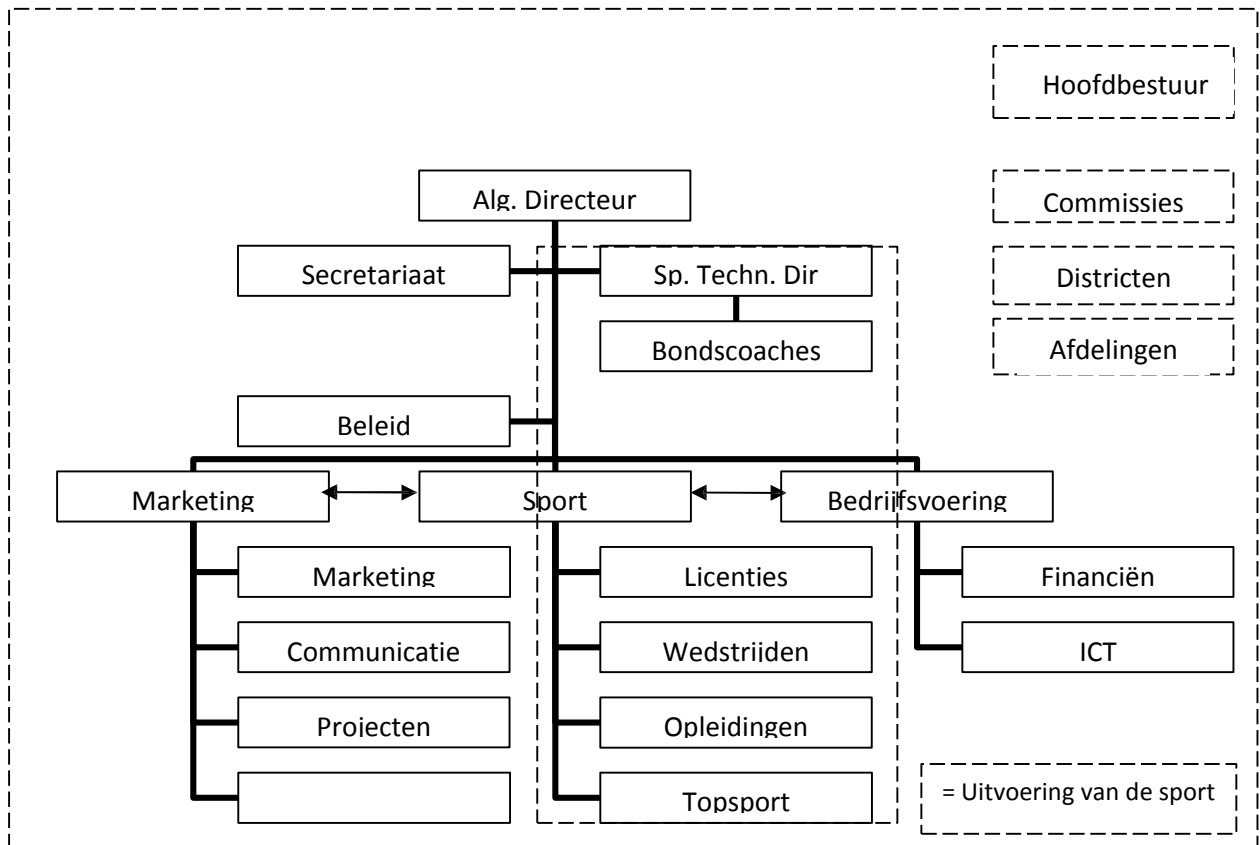 Hoofdbestuur
Alg. Directeur
Commissies
Secretariaat
Sp. Techn. Dir
Districten
Bondscoaches
Afdelingen
Beleid
Marketing
Sport
Bedrijfsvoering
Marketing
Licenties
Financiën
Communicatie
Wedstrijden
ICT
Projecten
Opleidingen
Topsport
= Uitvoering van de sport